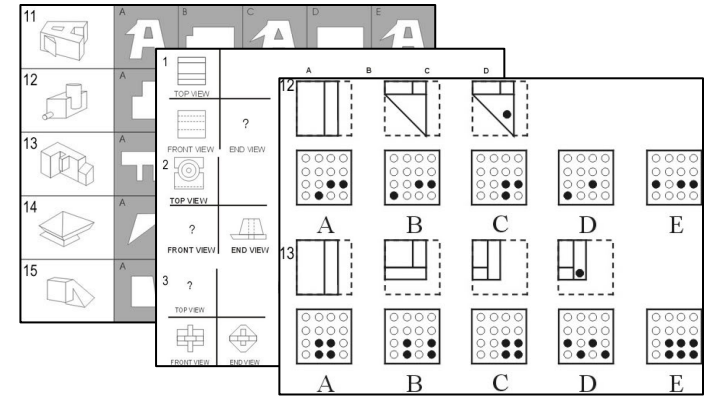 11
A B C D E
12
A
13
A
14
A
15
A
1
TOP VIEW
?
FRONT VIEW END VIEW
2
TOP VIEW
?
FRONT VIEW END VIEW
3
?
TOP VIEW
FRONT VIEW END VIEW
A B C D
12
A B C D E
13
A B C D E